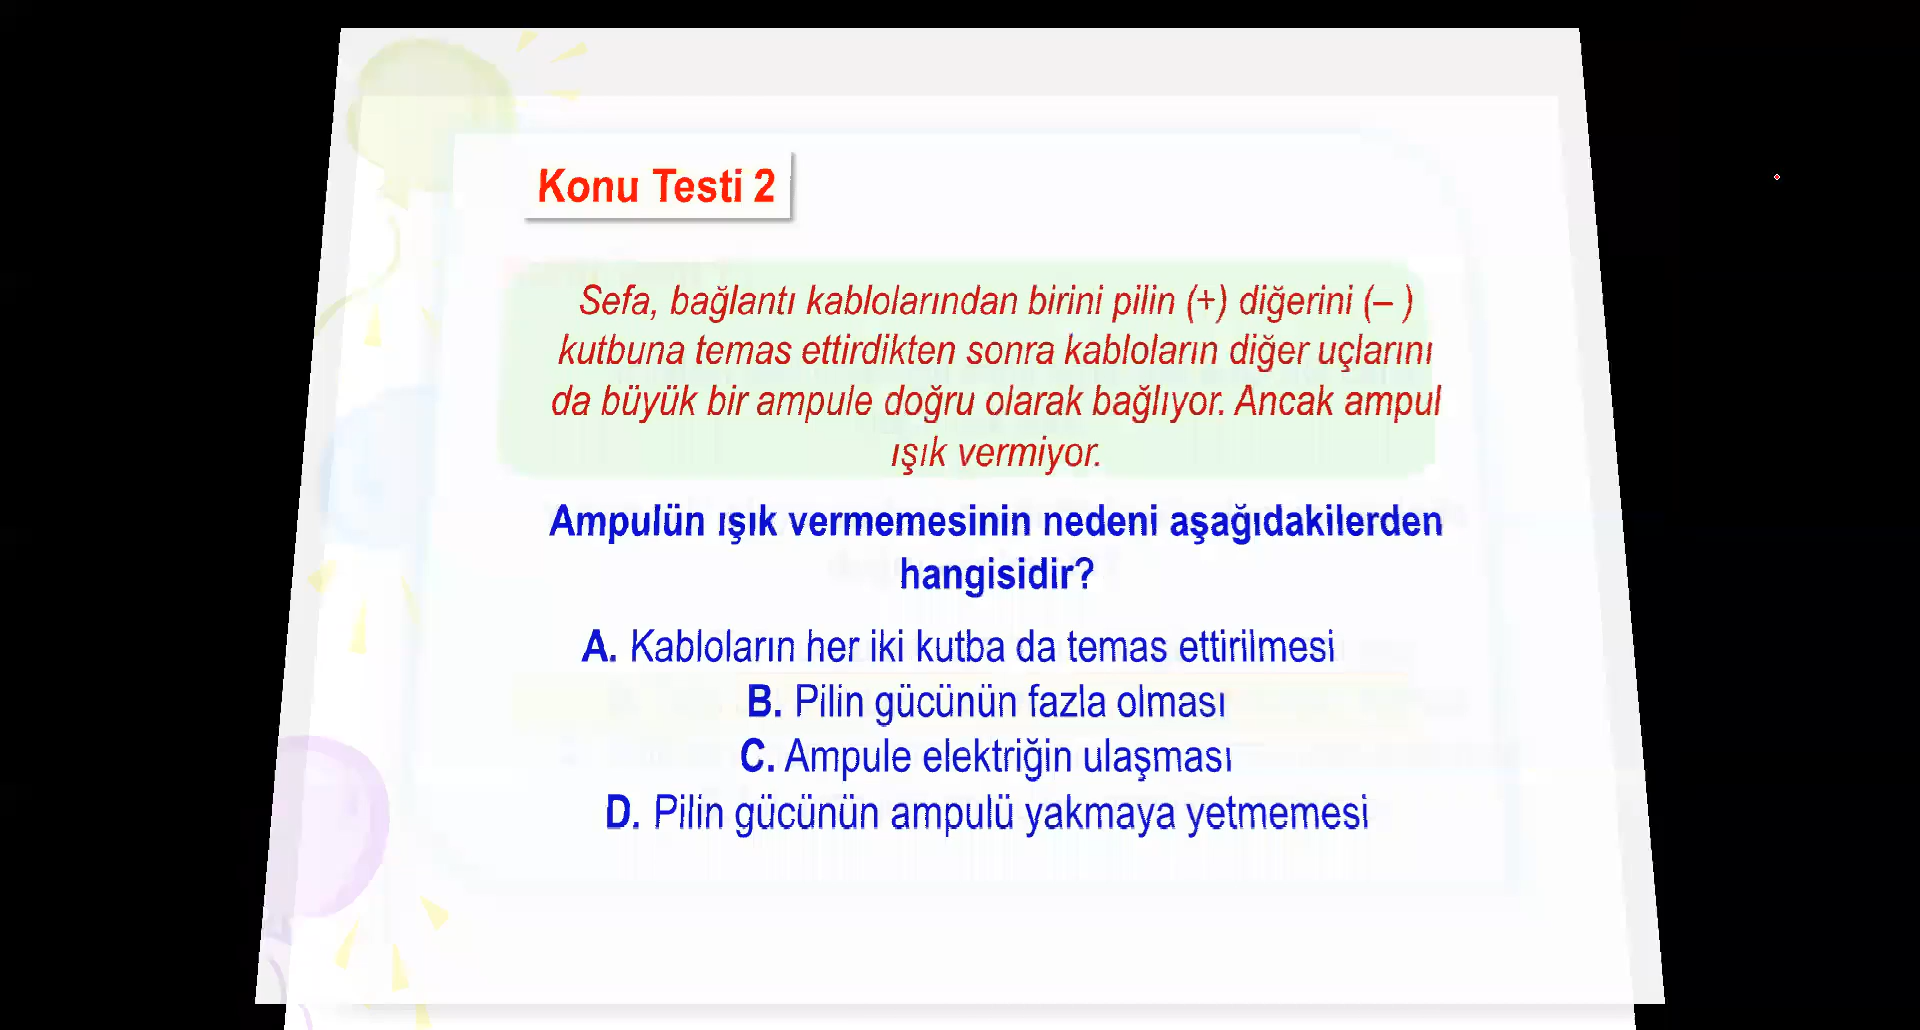 Konu Testi 2
Sefa, bağlantı kablolarından birini pilin (+) diğerini (– )
kutbuna temas ettirdikten sonra kabloların diğer uçlarını
da büyük bir ampule doğru olarak bağlıyor. Ancak ampul
ışık vermiyor.
Ampulün ışık vermemesinin nedeni aşağıdakilerden
hangisidir?
A. Kabloların her iki kutba da temas ettirilmesi
B. Pilin gücünün fazla olması
C. Ampule elektriğin ulaşması
D. Pilin gücünün ampulü yakmaya yetmemesi